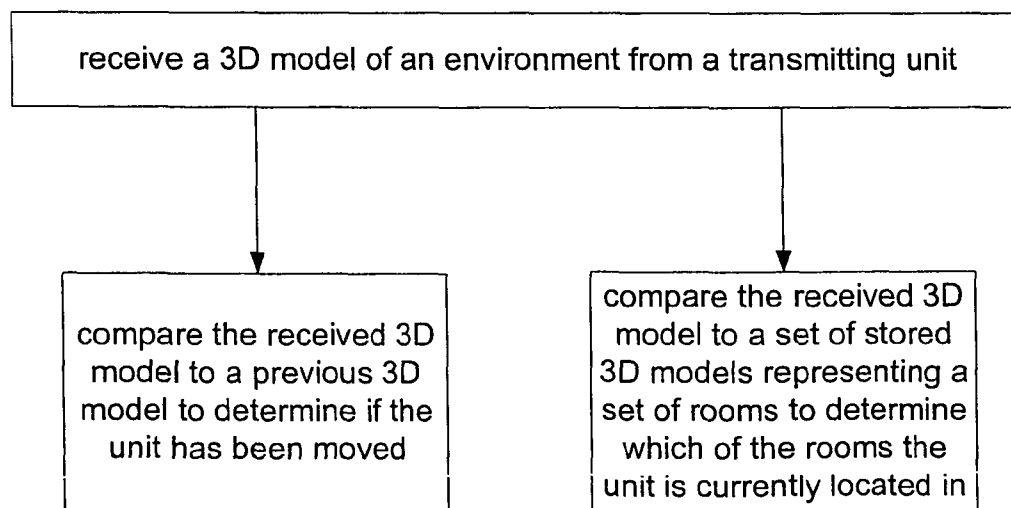 receive a 3D model of an environment from a transmitting unit
compare the received 3D
model to a previous 3D
model to determine if the
unit has been moved
compare the received 3D
model to a set of stored
3D models representing a
set of rooms to determine
which of the rooms the
unit is currently located in